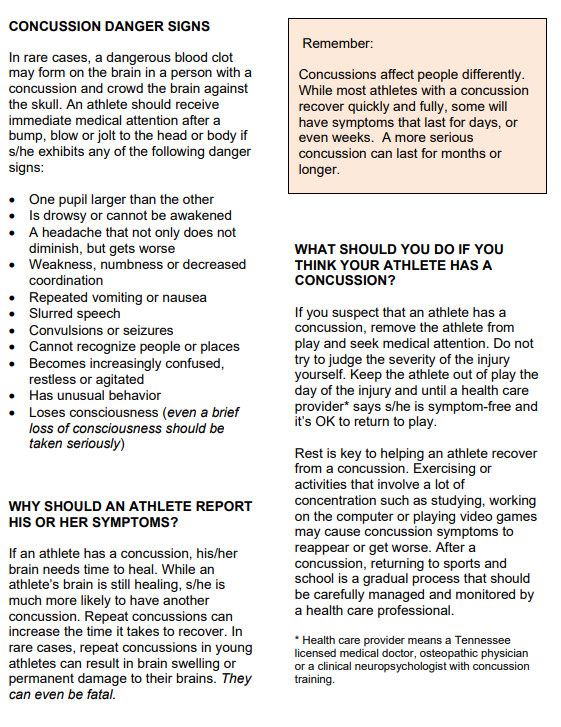 CONCUSSION DANGER SIGNS
In rare cases, a dangerous blood clot
may form on the brain in a person with a
concussion and crowd the brain against
the skull. An athlete should receive
immediate medical attention after a
bump, blow or jolt to the head or body if
s/he exhibits any of the following danger
signs:
• One pupil larger than the other
• Is drowsy or cannot be awakened
• A headache that not only does not
diminish, but gets worse
• Weakness, numbness or decreased
coordination
• Repeated vomiting or nausea
• Slurred speech
• Convulsions or seizures
• Cannot recognize people or places
• Becomes increasingly confused,
restless or agitated
• Has unusual behavior
• Loses consciousness (even a brief
loss of consciousness should be
taken seriously)
WHY SHOULD AN ATHLETE REPORT
HIS OR HER SYMPTOMS?
If an athlete has a concussion, his/her
brain needs time to heal. While an
athlete's brain is still healing, s/he is
much more likely to have another
concussion. Repeat concussions can
increase the time it takes to recover. In
rare cases, repeat concussions in young
athletes can result in brain swelling or
permanent damage to their brains. They
can even be fatal.
Remember:
Concussions affect people differently.
While most athletes with a concussion
recover quickly and fully, some will
have symptoms that last for days, or
even weeks. A more serious
concussion can last for months or
longer.
WHAT SHOULD YOU DO IF YOU
THINK YOUR ATHLETE HAS A
CONCUSSION?
If you suspect that an athlete has a
concussion, remove the athlete from
play and seek medical attention. Do not
try to judge the severity of the injury
yourself. Keep the athlete out of play the
day of the injury and until a health care
provider* says s/he is symptom-free and
it's OK to return to play.
Rest is key to helping an athlete recover
from a concussion. Exercising or
activities that involve a lot of
concentration such as studying, working
on the computer or playing video games
may cause concussion symptoms to
reappear or get worse. After a
concussion, returning to sports and
school is a gradual process that should
be carefully managed and monitored by
a health care professional.
* Health care provider means a Tennessee
licensed medical doctor, osteopathic physician
or a clinical neuropsychologist with concussion
training.